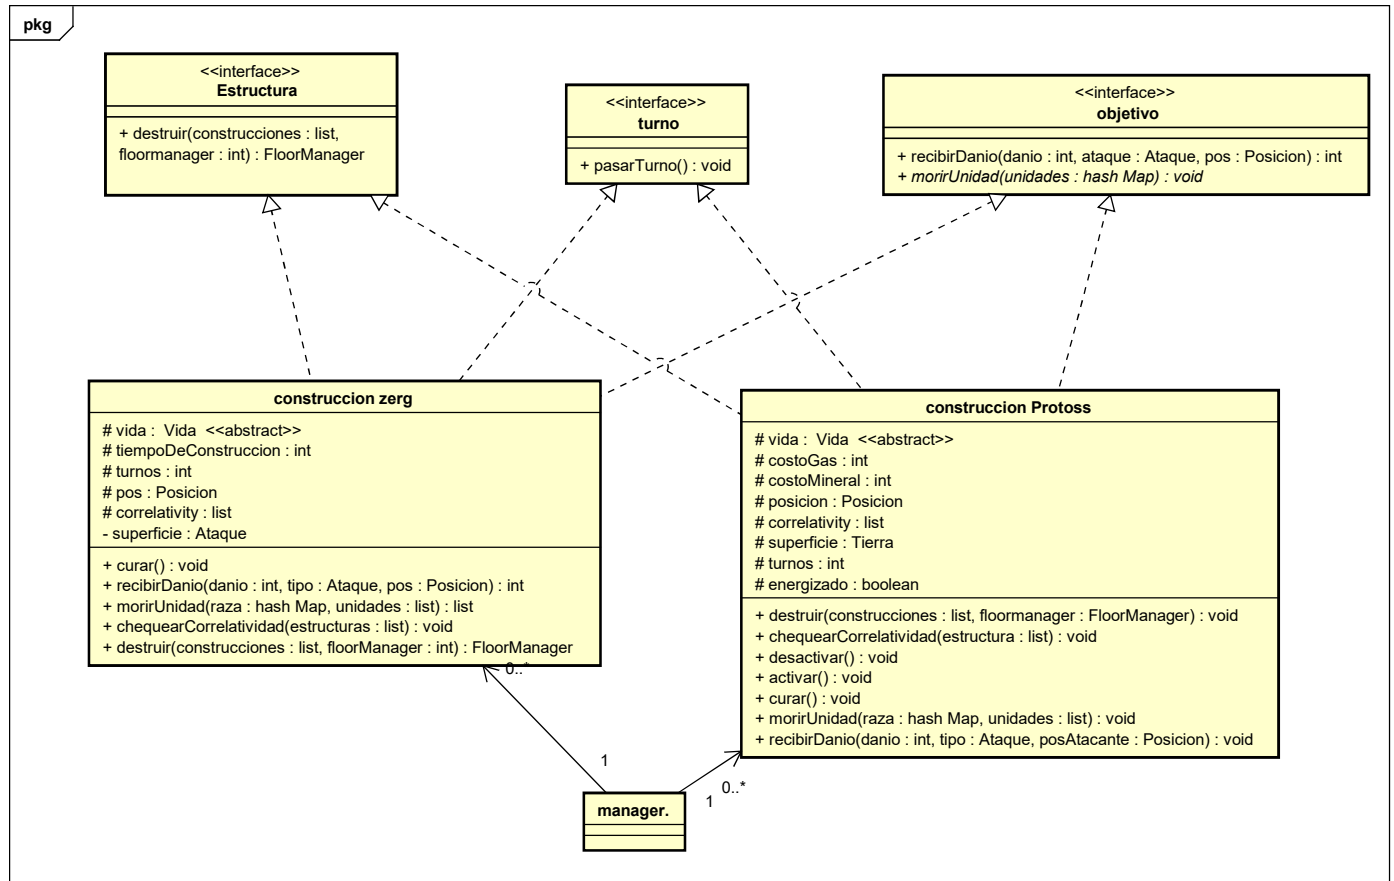 pkg
<<interface>>
Estructura
+ destruir(construcciones : list,
floormanager : int) : FloorManager
<<interface>>
turno
+ pasarTurno() : void
<<interface>>
objetivo
+ recibirDanio(danio : int, ataque : Ataque, pos : Posicion) : int
+ morirUnidad(unidades : hash Map) : void
construccion zerg
# vida :  Vida  <<abstract>>
# tiempoDeConstruccion : int
# turnos : int
# pos : Posicion
# correlativity : list
- superficie : Ataque
+ curar() : void
+ recibirDanio(danio : int, tipo : Ataque, pos : Posicion) : int
+ morirUnidad(raza : hash Map, unidades : list) : list
+ chequearCorrelatividad(estructuras : list) : void
+ destruir(construcciones : list, floorManager : int) : FloorManager
construccion Protoss
# vida :  Vida  <<abstract>>
# costoGas : int
# costoMineral : int
# posicion : Posicion
# correlativity : list
# superficie : Tierra
# turnos : int
# energizado : boolean
+ destruir(construcciones : list, floormanager : FloorManager) : void
+ chequearCorrelatividad(estructura : list) : void
+ desactivar() : void
+ activar() : void
+ curar() : void
+ morirUnidad(raza : hash Map, unidades : list) : void
+ recibirDanio(danio : int, tipo : Ataque, posAtacante : Posicion) : void
0..*
1
0..*
1
manager.